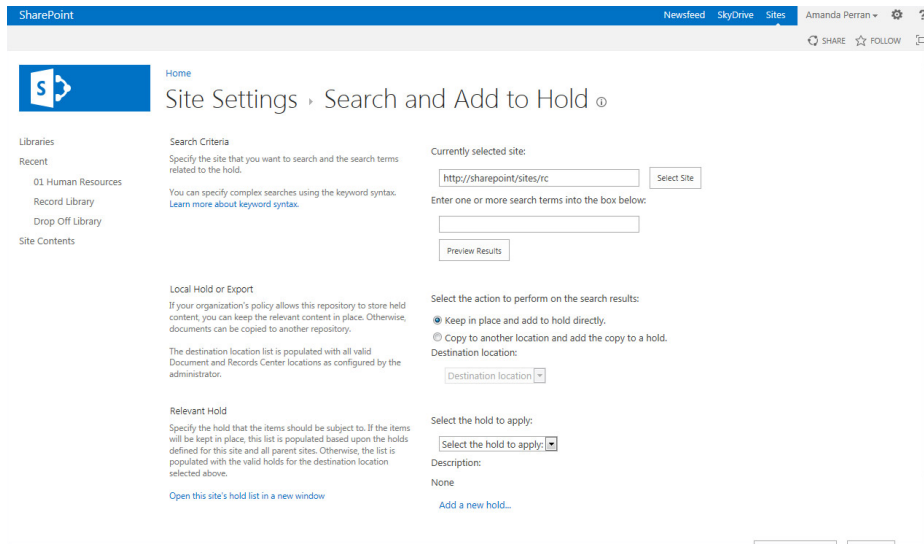 SharePoint
Newsfeed SkyDrive Sites Amanda Perran ?
SHARE FOLLOW
S
Home
Site Settings Search and Add to Hold
Libraries
Recent
01 Human Resources
Record Library
Drop Off Library
Site Contents
Search Criteria
Specify the site that you want to search and the search terms
related to the hold.
You can specify complex searches using the keyword syntax.
Learn more about keyword syntax.
Currently selected site:
http://sharepoint/sites/rc
Select Site
Enter one or more search terms into the box below:
Preview Results
Local Hold or Export
If your organization's policy allows this repository to store held
content, you can keep the relevant content in place. Otherwise,
documents can be copied to another repository.
The destination location list is populated with all valid
Document and Records Center locations as configured by the
administrator.
Select the action to perform on the search results:
Keep in place and add to hold directly.
Copy to another location and add the copy to a hold.
Destination location:
Destination location
Relevant Hold
Specify the hold that the items should be subject to. If the items
will be kept in place, this list is populated based upon the holds
defined for this site and all parent sites. Otherwise, the list is
populated with the valid holds for the destination location
selected above.
Open this site's hold list in a new window
Select the hold to apply:
Select the hold to apply:
Description:
None
Add a new hold...